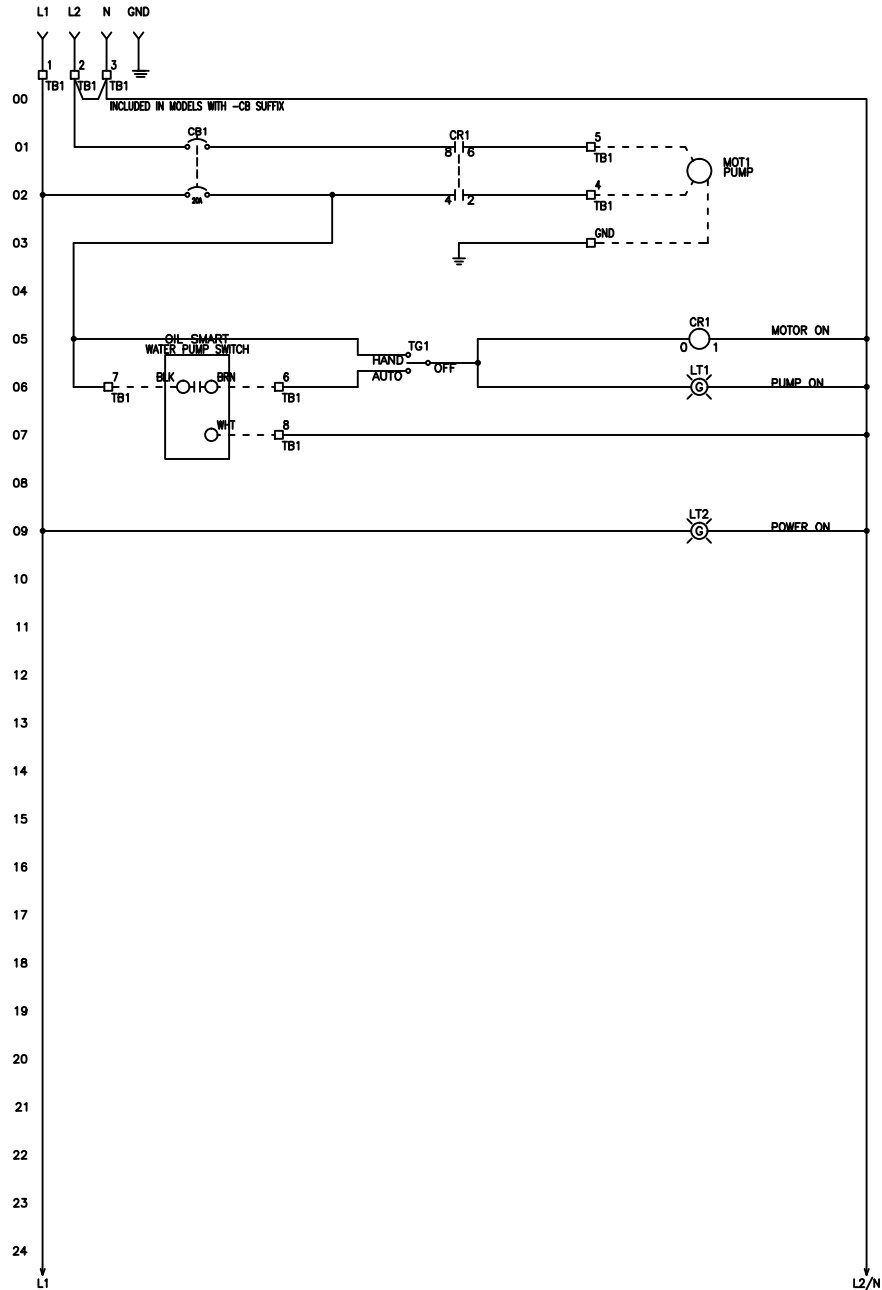 L1 L2 N GND
1 2 3
TB1 TB1 TB1
00
INCLUDED IN MODELS WITH -CB SUFFIX
CB1
CR1
5
01
8 6
TB1
MOT1
PUMP
4
02
20A
4 2
TB1
GND
03
04
CR1
OIL SMART
WATER PUMP SWITCH
TG1
MOTOR ON
05
0 1
HAND
OFF
AUTO
LT1
7
BLK
BRN
6
G
PUMP ON
06
TB1
TB1
WHT
8
07
TB1
08
LT2
09
G
POWER ON
10
11
12
13
14
15
16
17
18
19
20
21
22
23
24
L1
L2/N